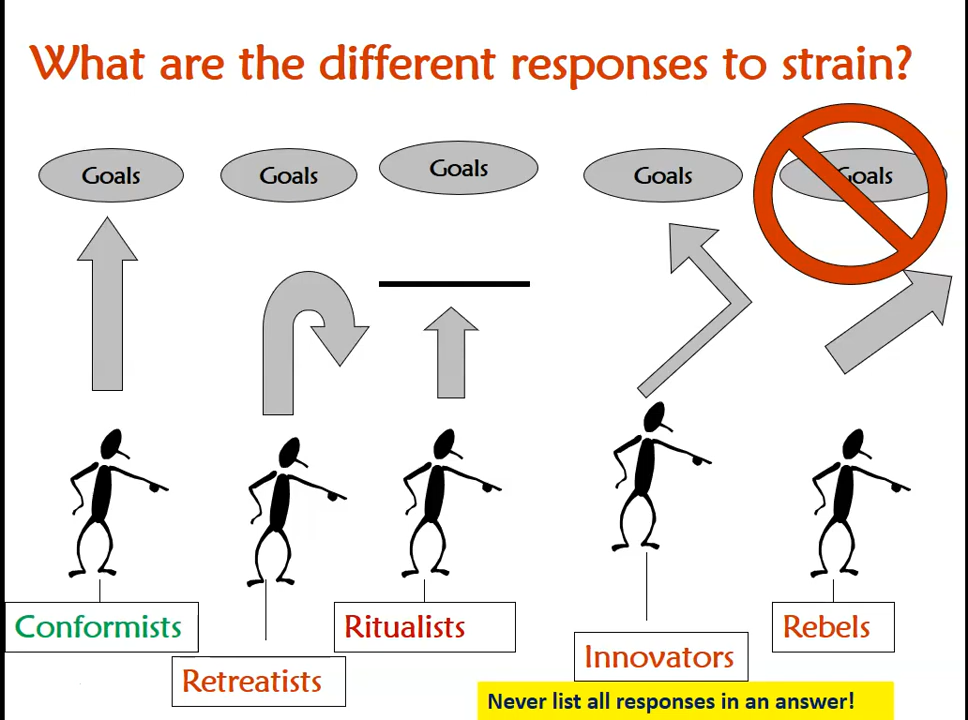 What are the different responses to strain?
Goals
Goals
Goals
Goals
Goals
Conformists
Retreatists
Ritualists
Innovators
Rebels
Never list all responses in an answer!